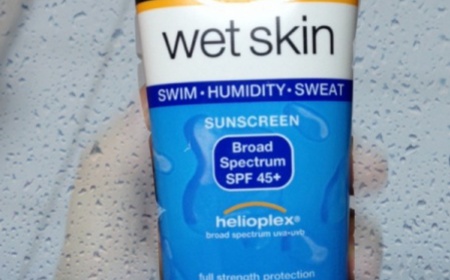 wet skin
SWIM • HUMIDITY • SWEAT
SUNSCREEN
Broad
Spectrum
SPF 45+
helioplex®
broad spectrum uva•uvb
full strength protection